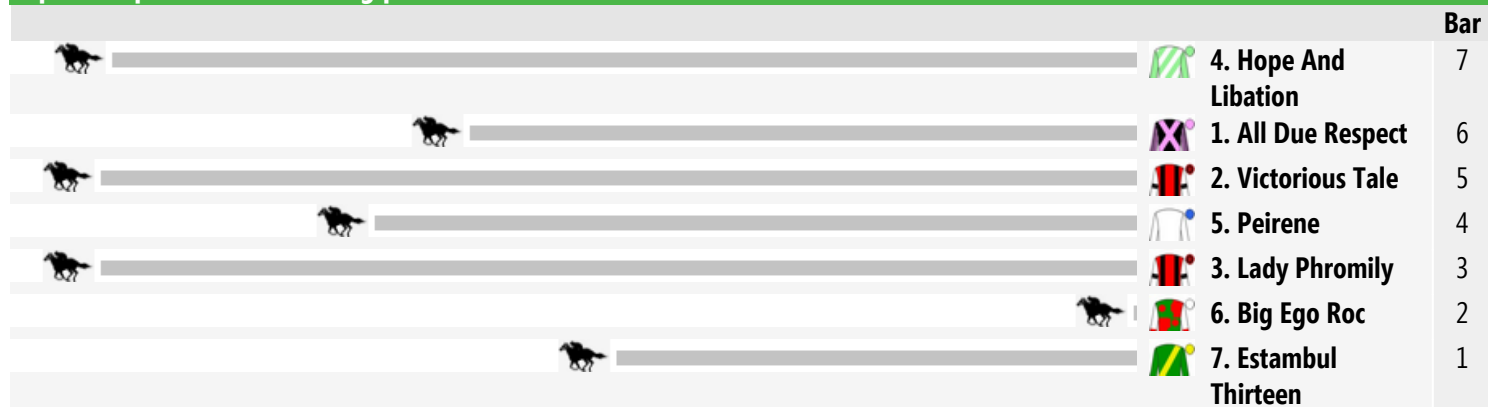 Bar
4. Hope And 7
Libation
1. All Due Respect 6
2. Victorious Tale 5
5. Peirene 4
3. Lady Phromily 3
6. Big Ego Roc 2
7. Estambul 1
Thirteen